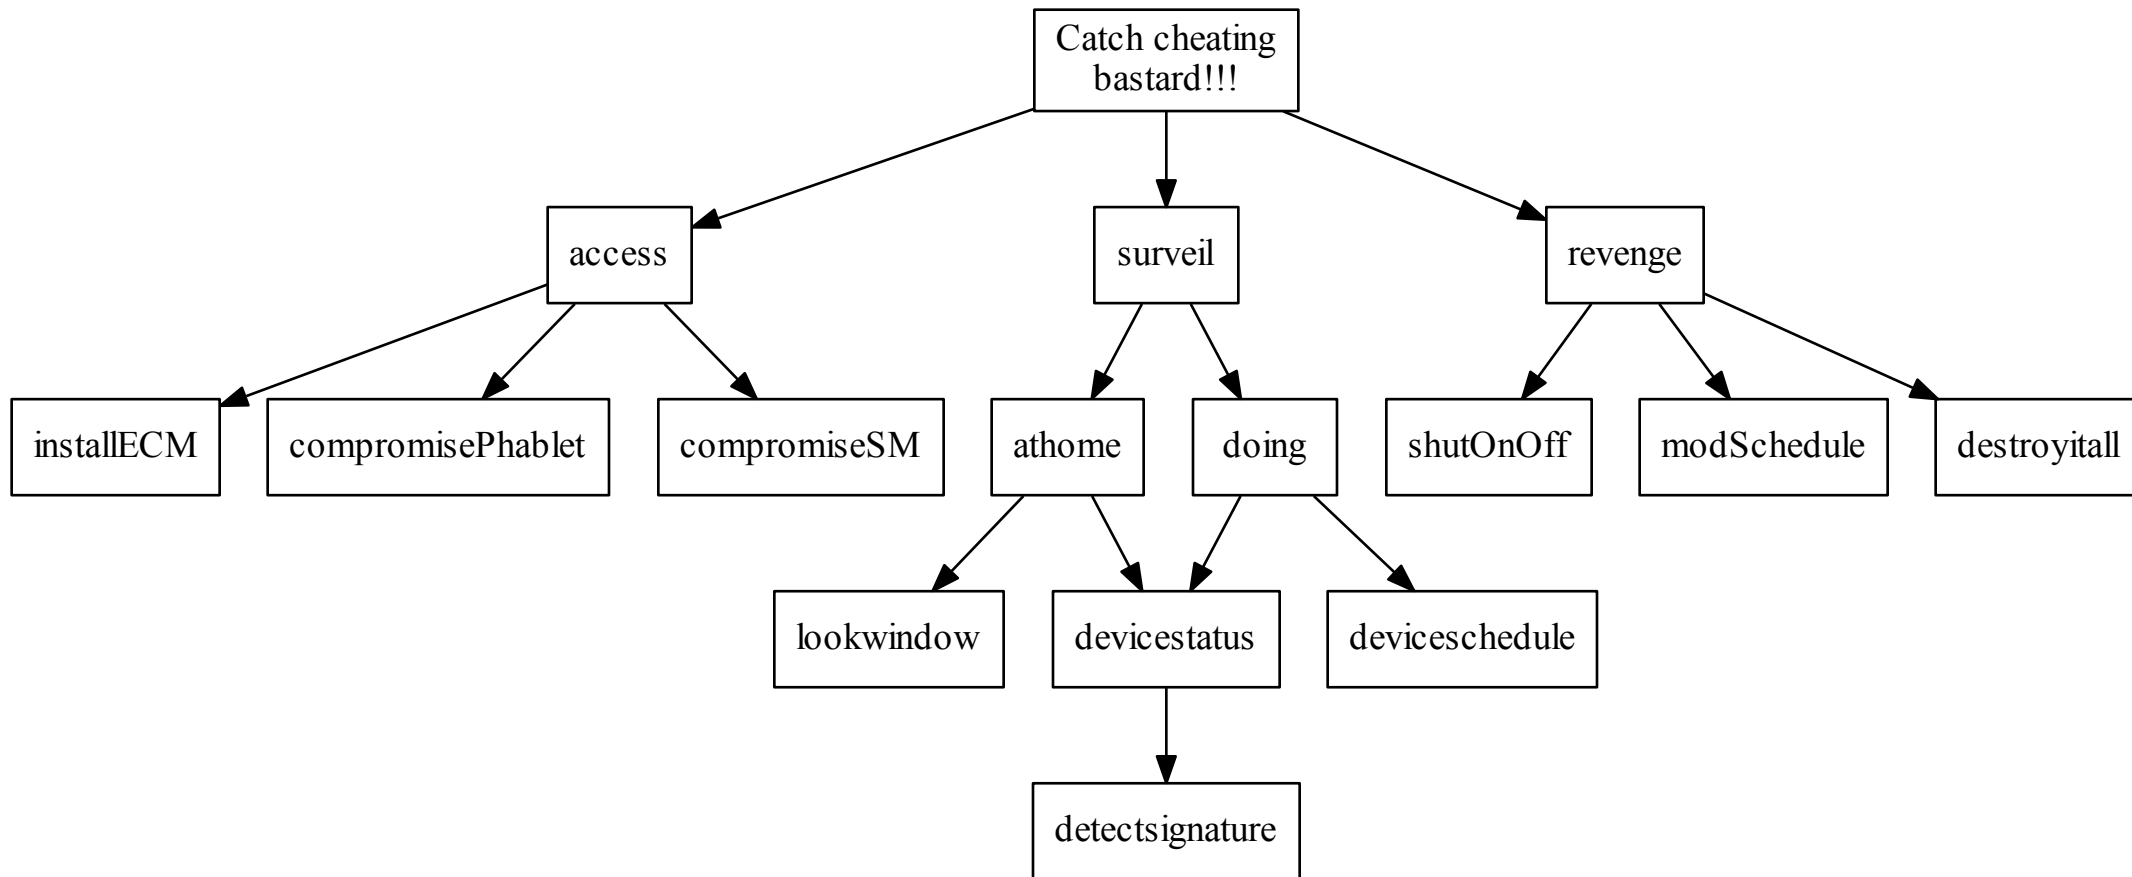 Catch cheating
bastard!!!
access
surveil
revenge
installECM
compromisePhablet
compromiseSM
athome
doing
shutOnOff
modSchedule
destroyitall
lookwindow
devicestatus
deviceschedule
detectsignature